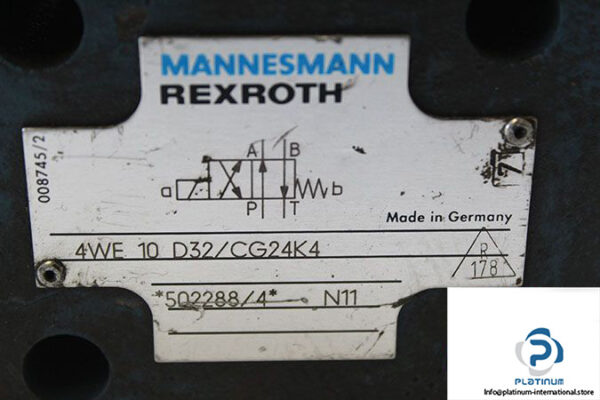 MANNESMANN
REXROTH
008745/2
A B
a b
P T
7
Made in Germany
4WE 10 D32/CG24K4
R
178
*502288/4* N11
PLATINUM
Info@platinum-international.store